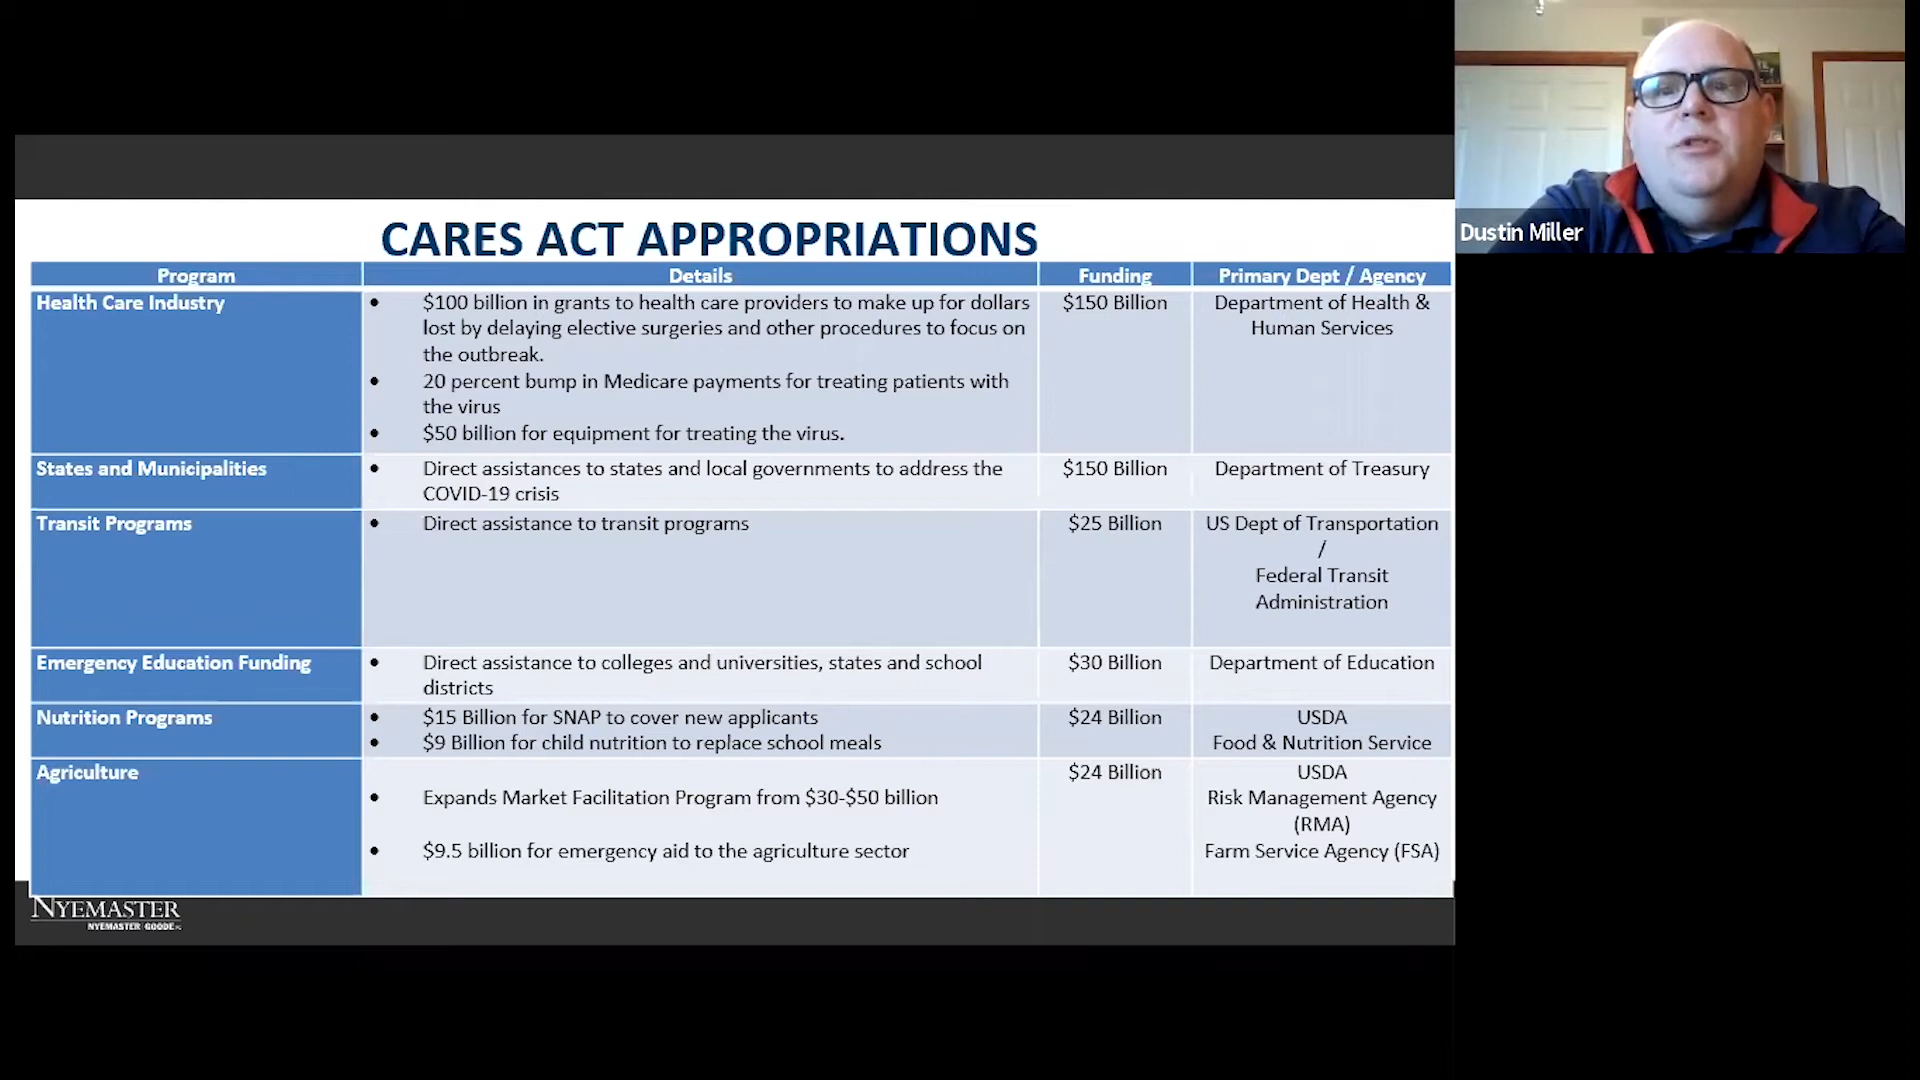 Dustin Miller
CARES ACT APPROPRIATIONS
Program Details Funding Primary Dept / Agency
Health Care Industry
• $100 billion in grants to health care providers to make up for dollars
lost by delaying elective surgeries and other procedures to focus on
the outbreak.
• 20 percent bump in Medicare payments for treating patients with
the virus
• $50 billion for equipment for treating the virus.
$150 Billion
Department of Health &
Human Services
States and Municipalities
• Direct assistances to states and local governments to address the
COVID-19 crisis
$150 Billion
Department of Treasury
Transit Programs
• Direct assistance to transit programs
$25 Billion
US Dept of Transportation
/
Federal Transit
Administration
Emergency Education Funding
• Direct assistance to colleges and universities, states and school
districts
$30 Billion
Department of Education
Nutrition Programs
• $15 Billion for SNAP to cover new applicants
• $9 Billion for child nutrition to replace school meals
$24 Billion
USDA
Food & Nutrition Service
Agriculture
• Expands Market Facilitation Program from $30-$50 billion
• $9.5 billion for emergency aid to the agriculture sector
$24 Billion
USDA
Risk Management Agency
(RMA)
Farm Service Agency (FSA)
NYEMASTER
NYEMASTER GOODE PC